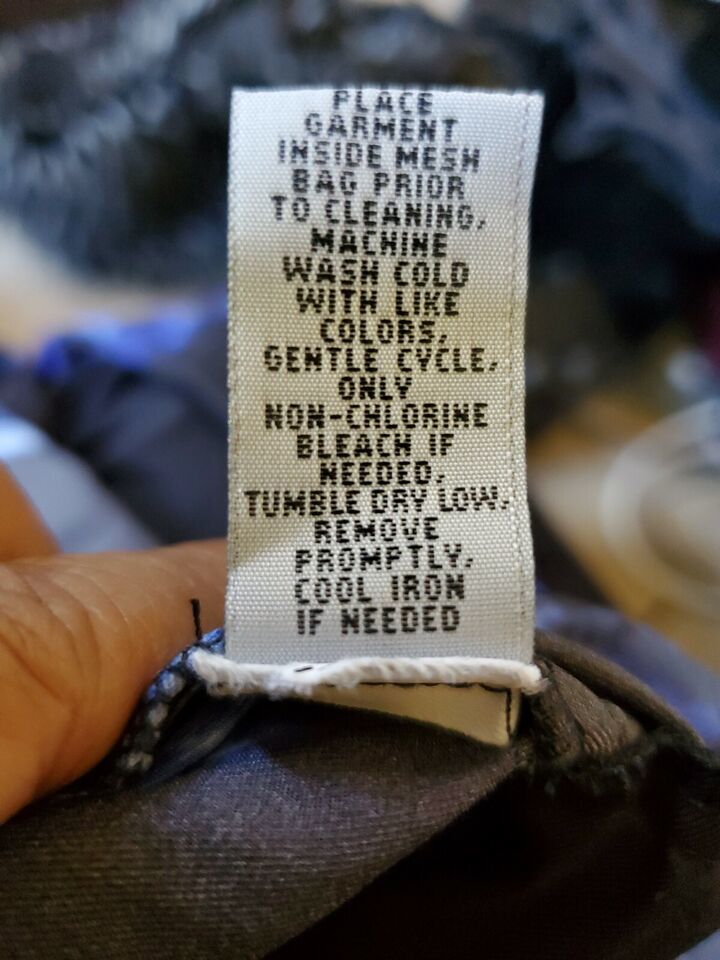 PLACE
GARMENT
INSIDE MESH
BAG PRIOR
TO CLEANING,
MACHINE
WASH COLD
WITH LIKE
COLORS,
GENTLE CYCLE,
ONLY
NON-CHLORINE
BLEACH IF
NEEDED,
TUMBLE DRY LOW,
REMOVE
PROMPTLY,
COOL IRON
IF NEEDED